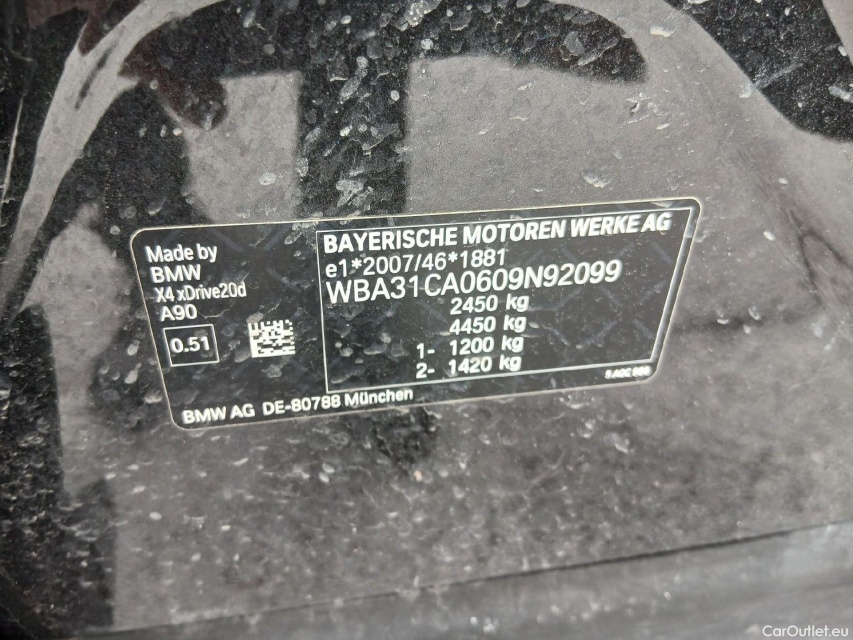 Made by
BMW
X4 xDrive20d
A90
0.51
BAYERISCHE MOTOREN WERKE AG
e1*2007/46*1881
WBA31CA0609N92099
2450 kg
4450 kg
1- 1200 kg
2- 1420 kg
BMW AG DE-80788 München
CarOutlet.eu